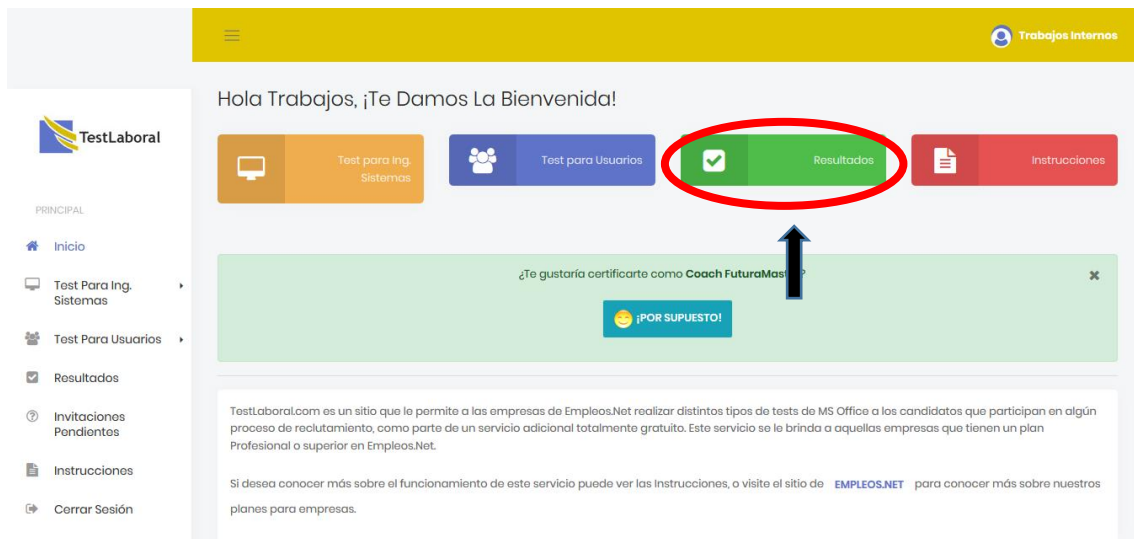 Trabajos Internos
Hola Trabajos, ¡Te Damos La Bienvenida!
TestLaboral
Test para Ing.
Sistemas
Test para Usuarios
Resultados
Instrucciones
PRINCIPAL
Inicio
Test Para Ing.
Sistemas
Test Para Usuarios
Resultados
Invitaciones
Pendientes
Instrucciones
Cerrar Sesión
¿Te gustaría certificarte como Coach ?
¡POR SUPUESTO!
TestLaboral.com es un sitio que le permite a las empresas de Empleos.Net realizar distintos tipos de tests de MS Office a los candidatos que participan en algún
proceso de reclutamiento, como parte de un servicio adicional totalmente gratuito. Este servicio se le brinda a aquellas empresas que tienen un plan
Profesional o superior en Empleos.Net.
Si desea conocer más sobre el funcionamiento de este servicio puede ver las Instrucciones, o visite el sitio de EMPLEOS.NET para conocer más sobre nuestros
planes para empresas.